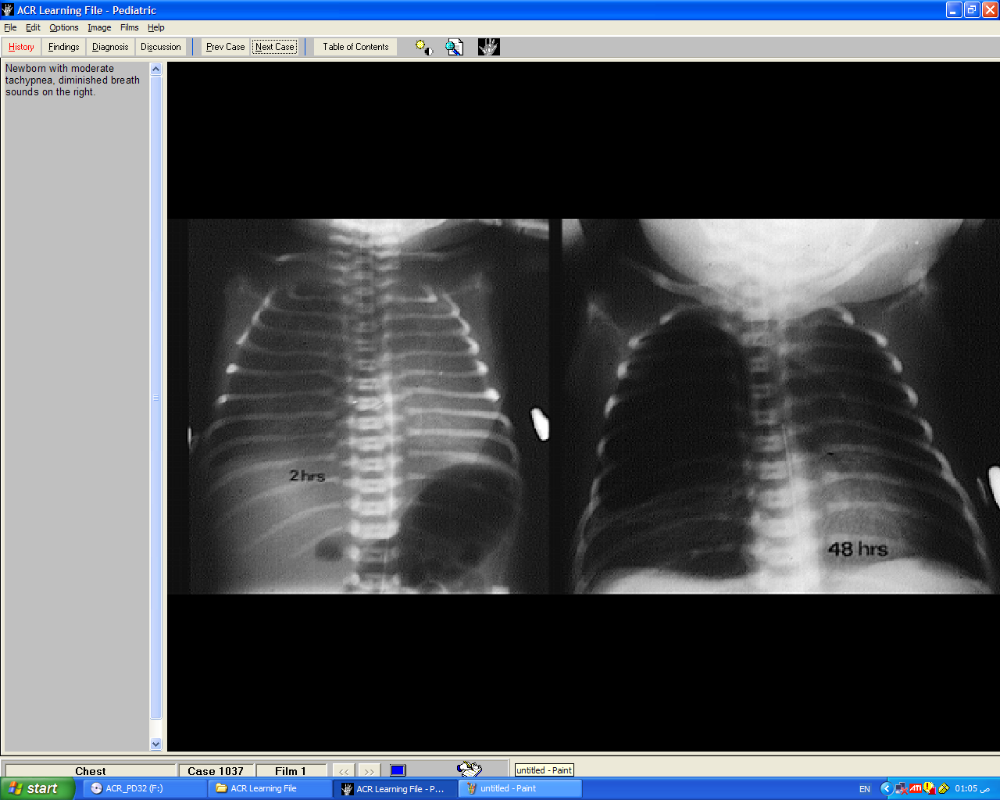 ACR Learning File - Pediatric
File Edit Options Image Films Help
History Findings Diagnosis Discussion Prev Case Next Case Table of Contents
Newborn with moderate
tachypnea, diminished breath
sounds on the right.
2 hrs
48 hrs
Chest Case 1037 Film 1 << >> untitled - Paint
start ACR_PD32 (F:) ACR Learning File ACR Learning File - P... untitled - Paint EN ATI 01:05 ص